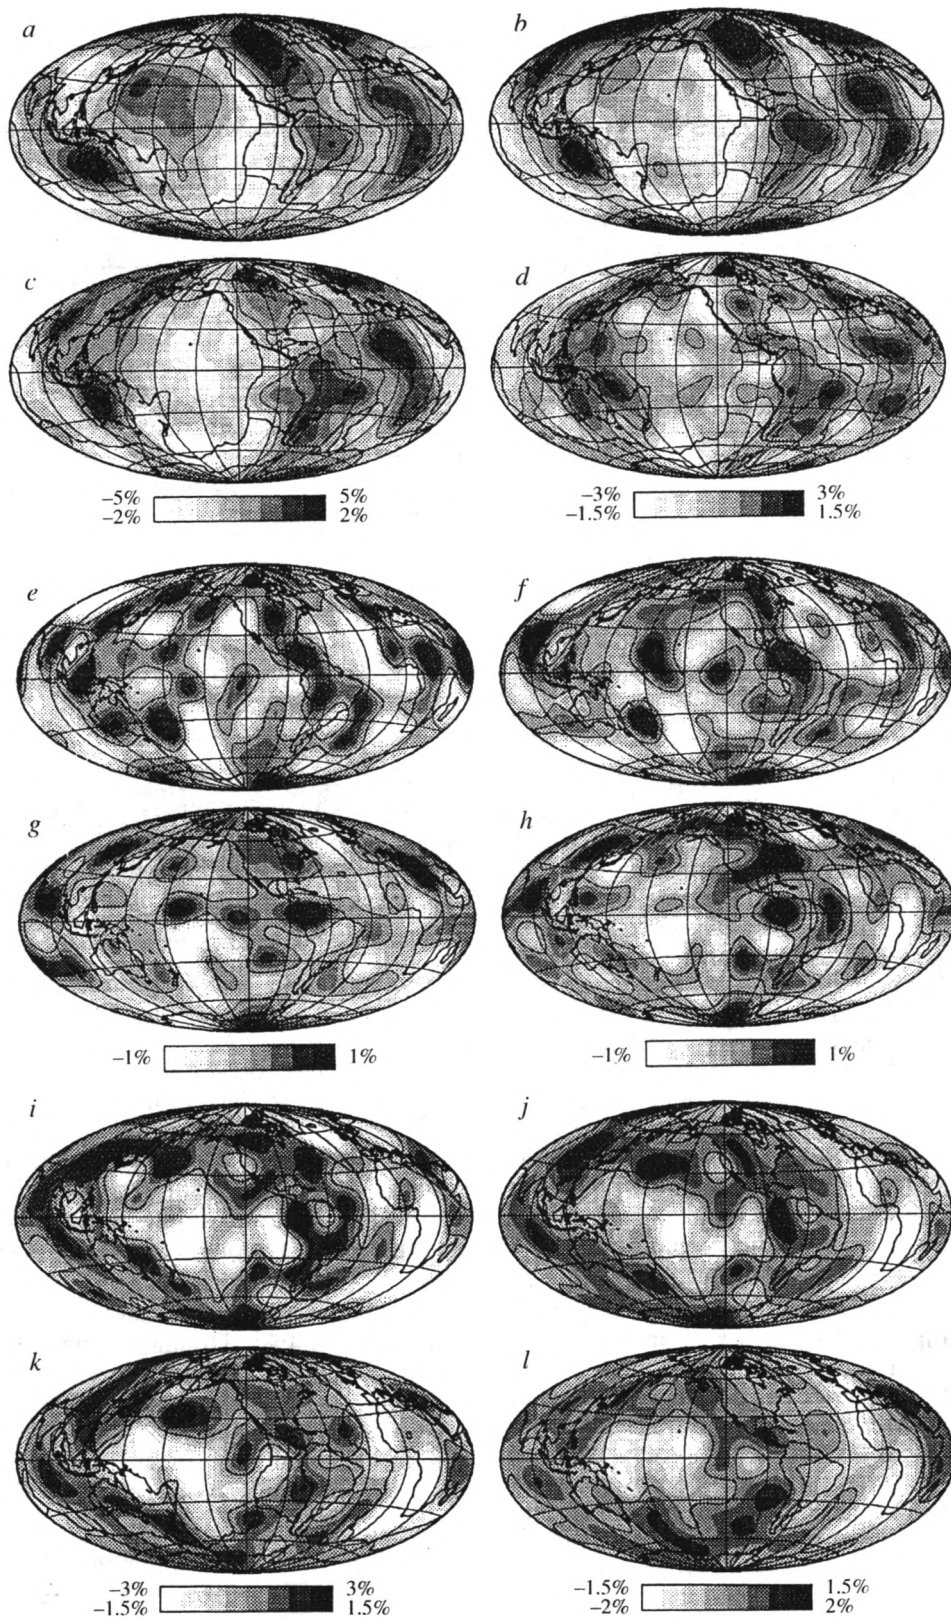 a
b
c
d
–5% 5%
–2% 2%
–3% 3%
–1.5% 1.5%
e
f
g
h
–1% 1%
–1% 1%
i
j
k
l
–3% 3%
–1.5% 1.5%
–1.5% 1.5%
–2% 2%